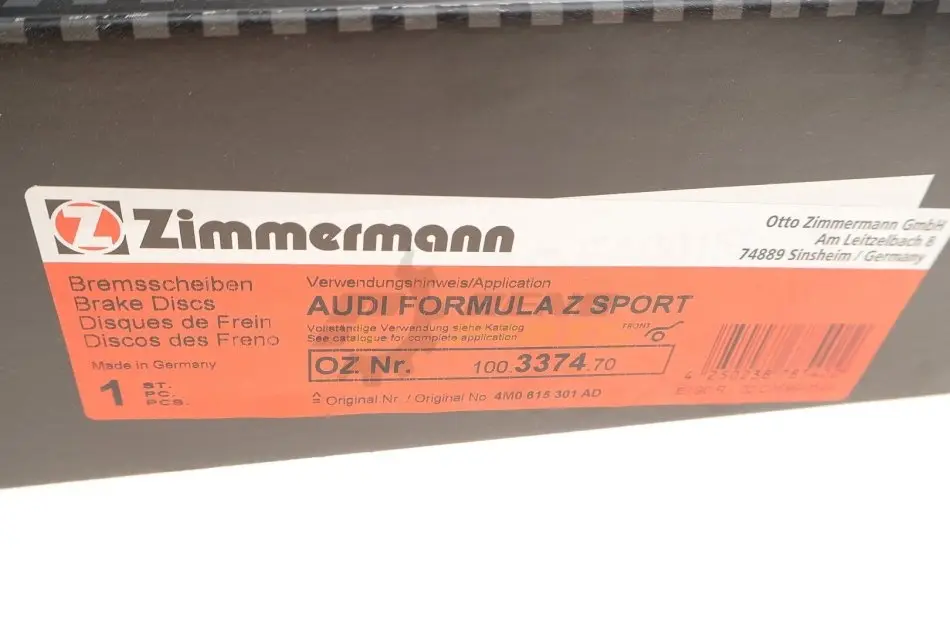 Z Zimmermann
Otto Zimmermann GmbH
Am Leitzelbach 8
74889 Sinsheim / Germany
Bremsscheiben
Brake Discs
Disques de Frein
Discos des Freno
Made in Germany
1 ST.
PC.
PCS.
Verwendungshinweis/Application
AUDI FORMULA Z SPORT
Vollständige Verwendung siehe Katalog
See catalogue for complete application
FRONT
OZ Nr. 100.3374.70
≙ Original Nr. / Original No 4M0 615 301 AD